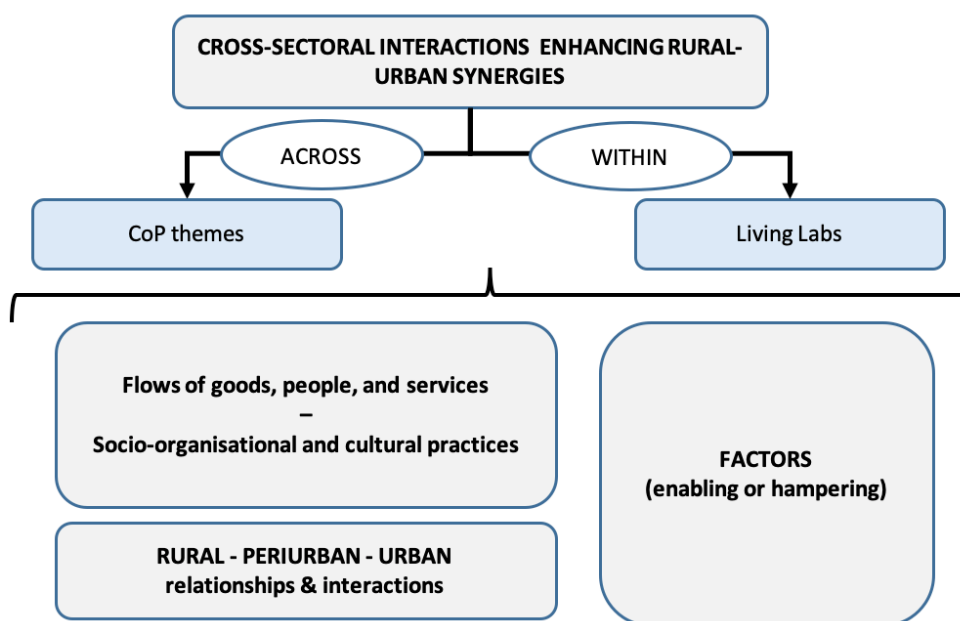 CROSS-SECTORAL INTERACTIONS ENHANCING RURAL-
URBAN SYNERGIES
ACROSS
WITHIN
CoP themes
Living Labs
Flows of goods, people, and services
–
Socio-organisational and cultural practices
FACTORS
(enabling or hampering)
RURAL - PERIURBAN - URBAN
relationships & interactions